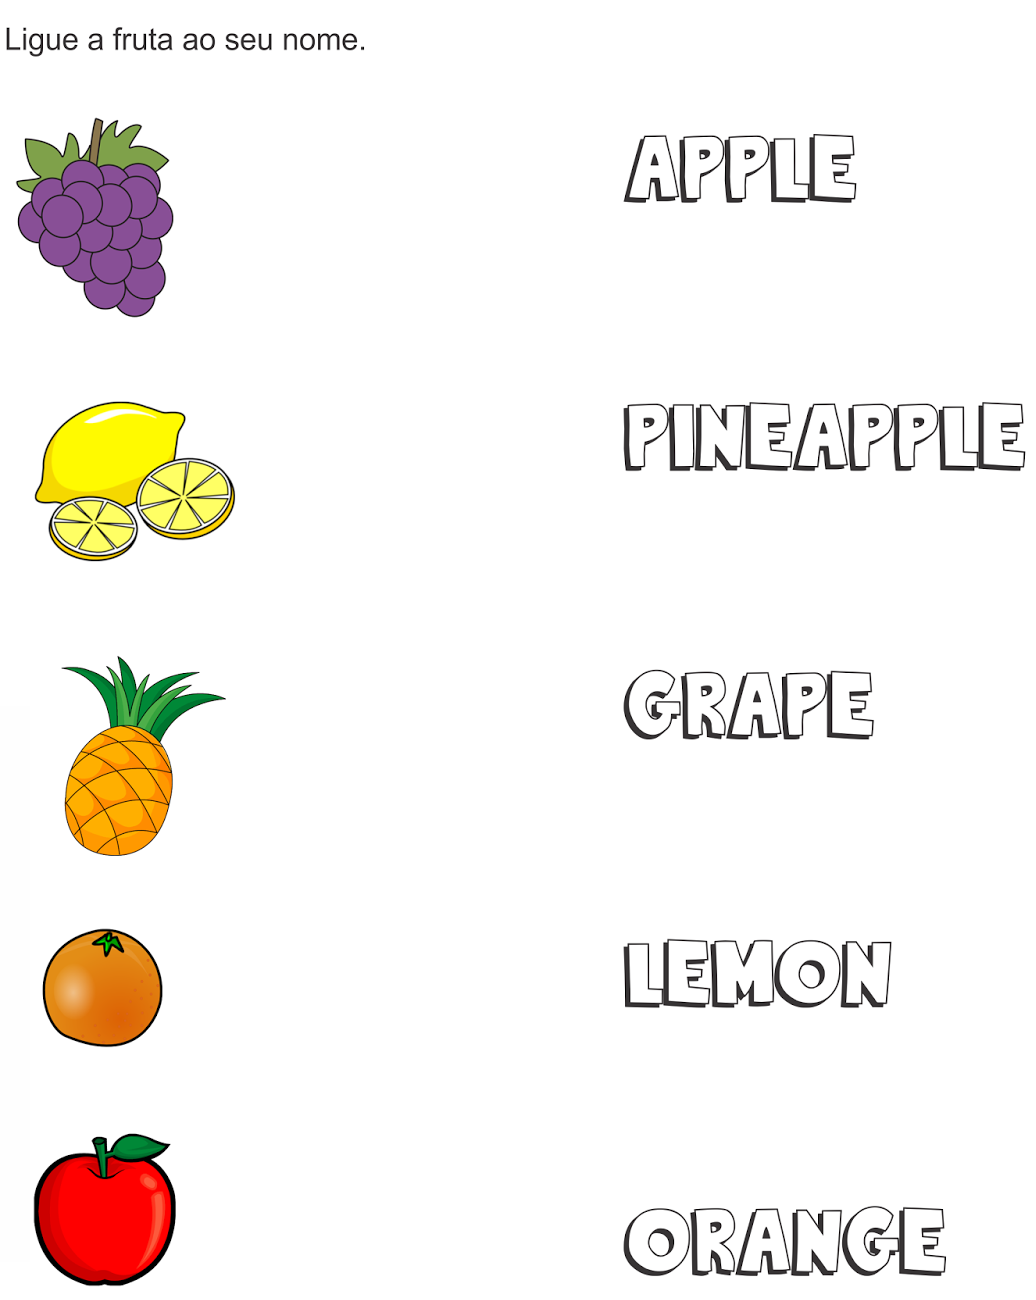 Ligue a fruta ao seu nome.
APPLE
PINEAPPLE
GRAPE
LEMON
ORANGE